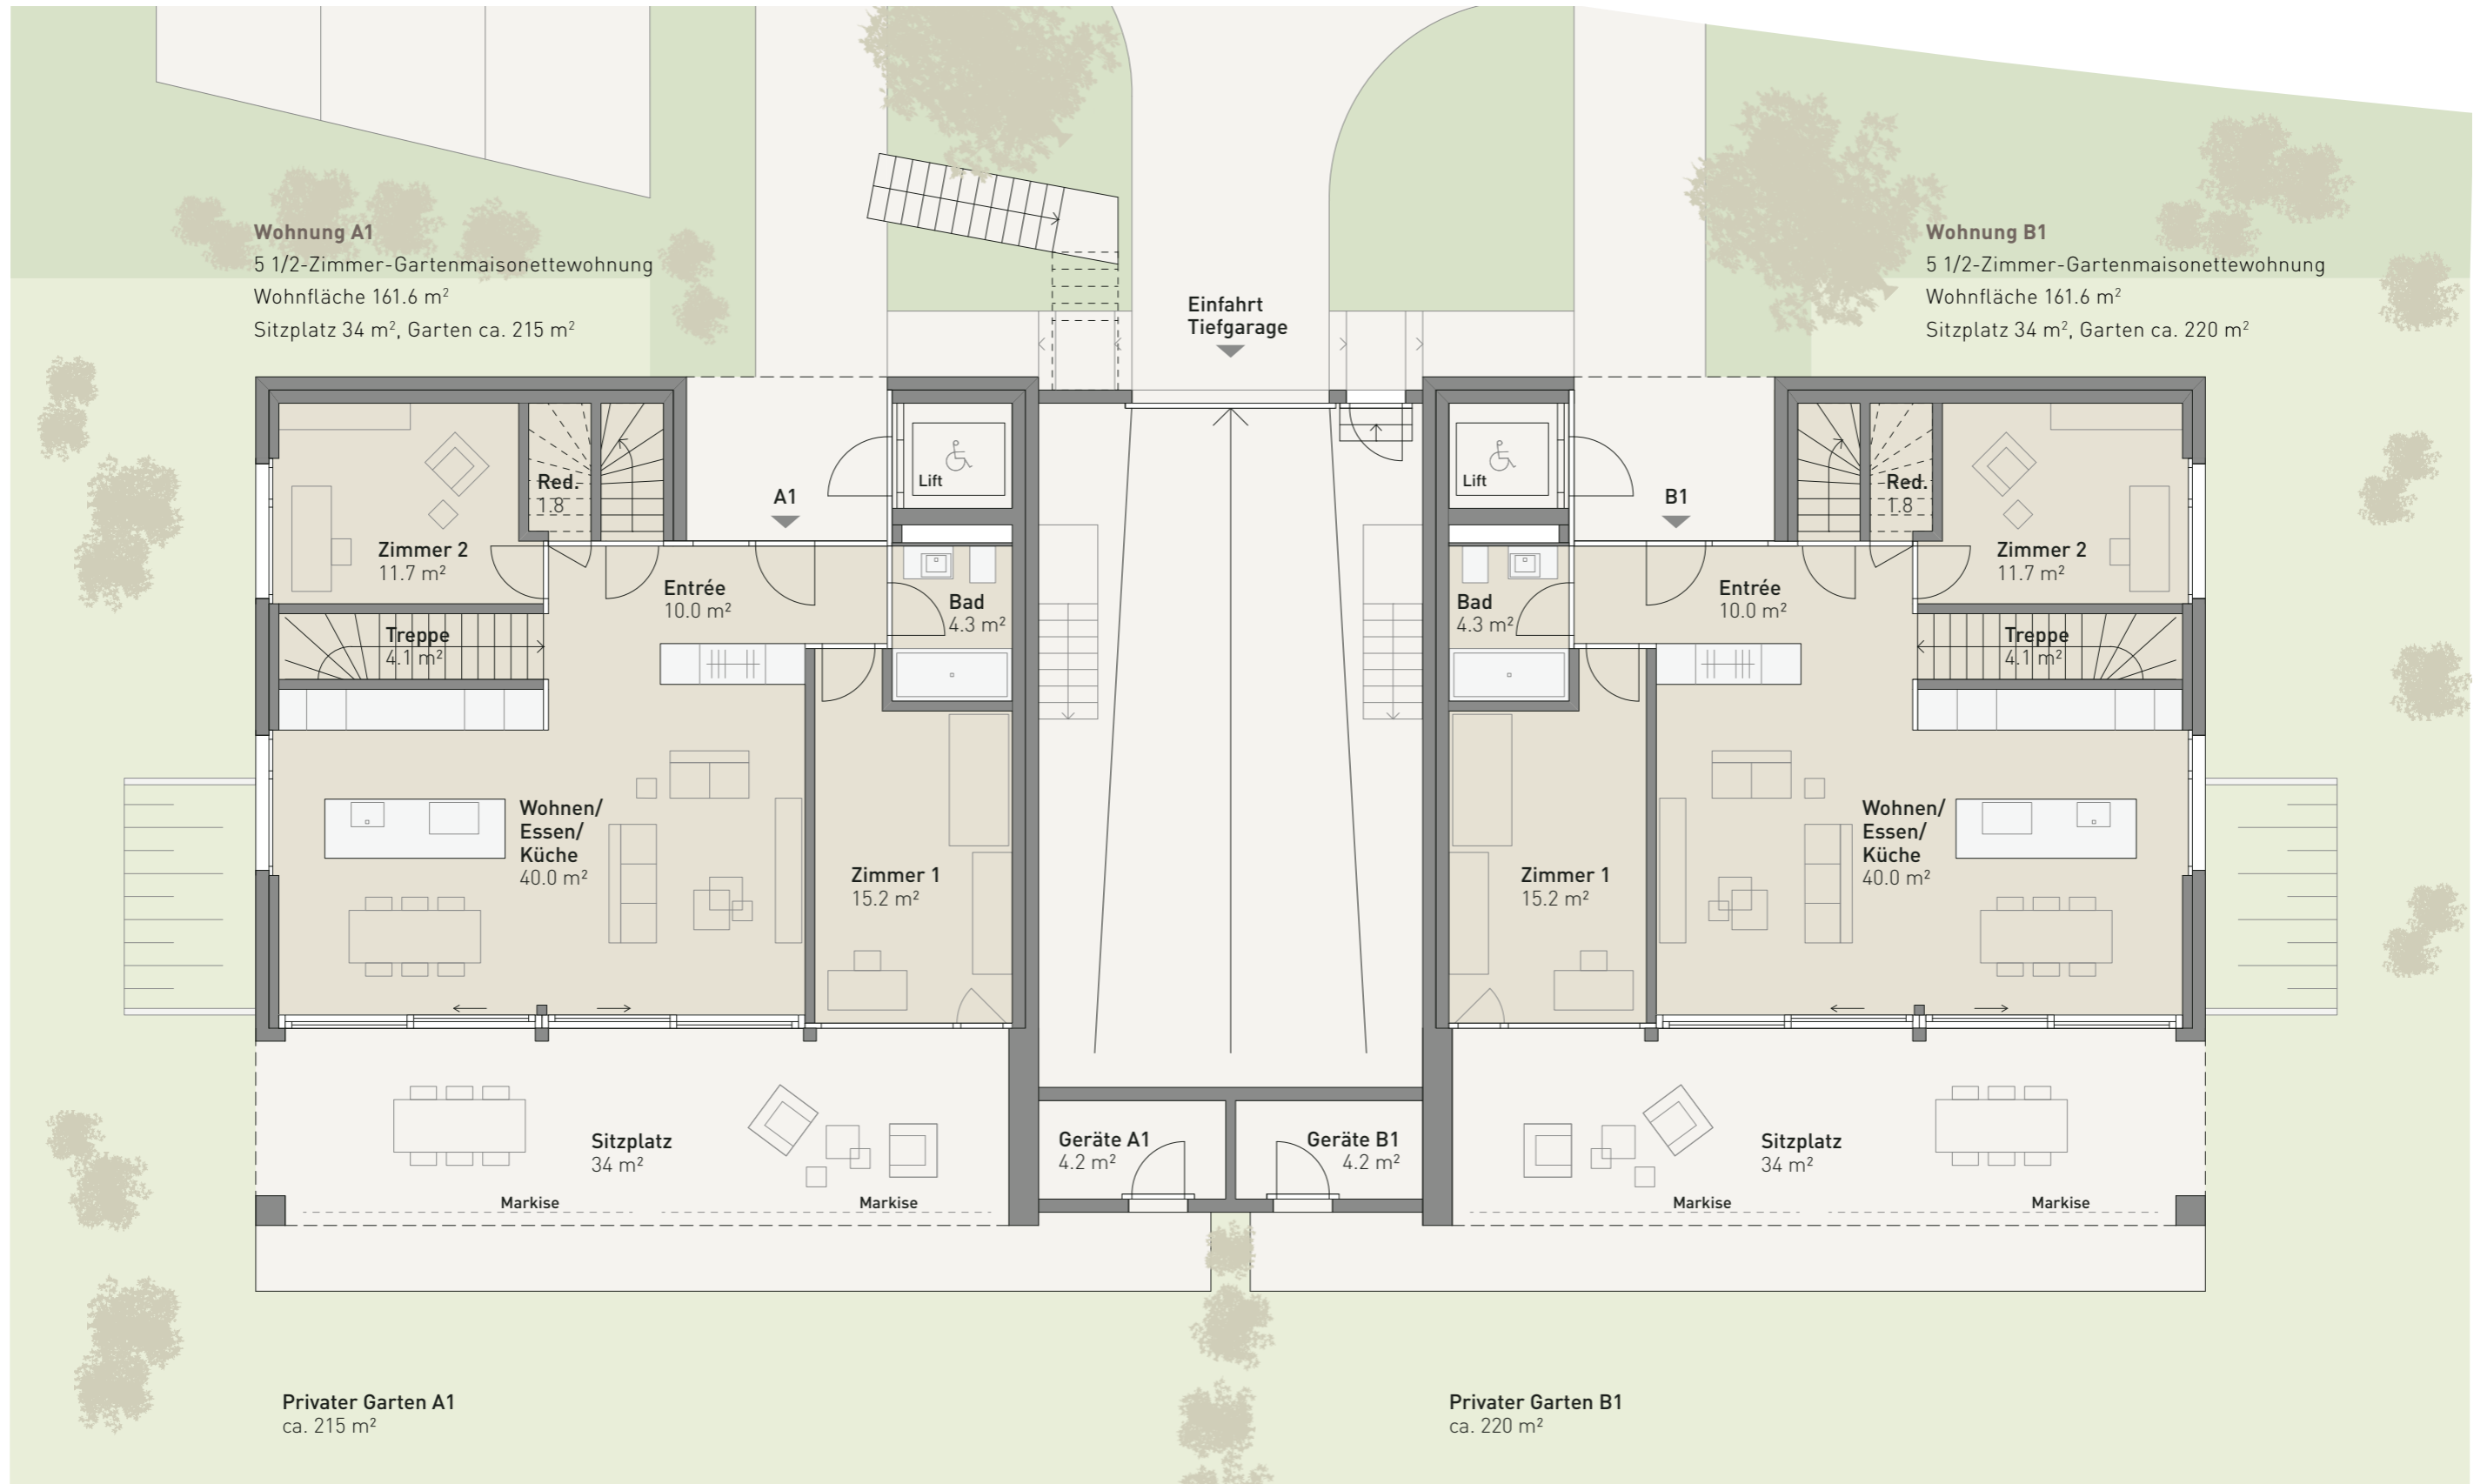 Wohnung A1
5 1/2-Zimmer-Gartenmaisonettewohnung
Wohnfläche 161.6 m²
Sitzplatz 34 m², Garten ca. 215 m²
Einfahrt
Tiefgarage
Wohnung B1
5 1/2-Zimmer-Gartenmaisonettewohnung
Wohnfläche 161.6 m²
Sitzplatz 34 m², Garten ca. 220 m²
Red.
1.8
A1
Lift
Zimmer 2
11.7 m²
Entrée
10.0 m²
Bad
4.3 m²
Treppe
4.1 m²
Wohnen/
Essen/
Küche
40.0 m²
Zimmer 1
15.2 m²
Sitzplatz
34 m²
Markise
Markise
Geräte A1
4.2 m²
Lift
B1
Red.
1.8
Zimmer 2
11.7 m²
Entrée
10.0 m²
Bad
4.3 m²
Treppe
4.1 m²
Wohnen/
Essen/
Küche
40.0 m²
Zimmer 1
15.2 m²
Geräte B1
4.2 m²
Sitzplatz
34 m²
Markise
Markise
Privater Garten A1
ca. 215 m²
Privater Garten B1
ca. 220 m²